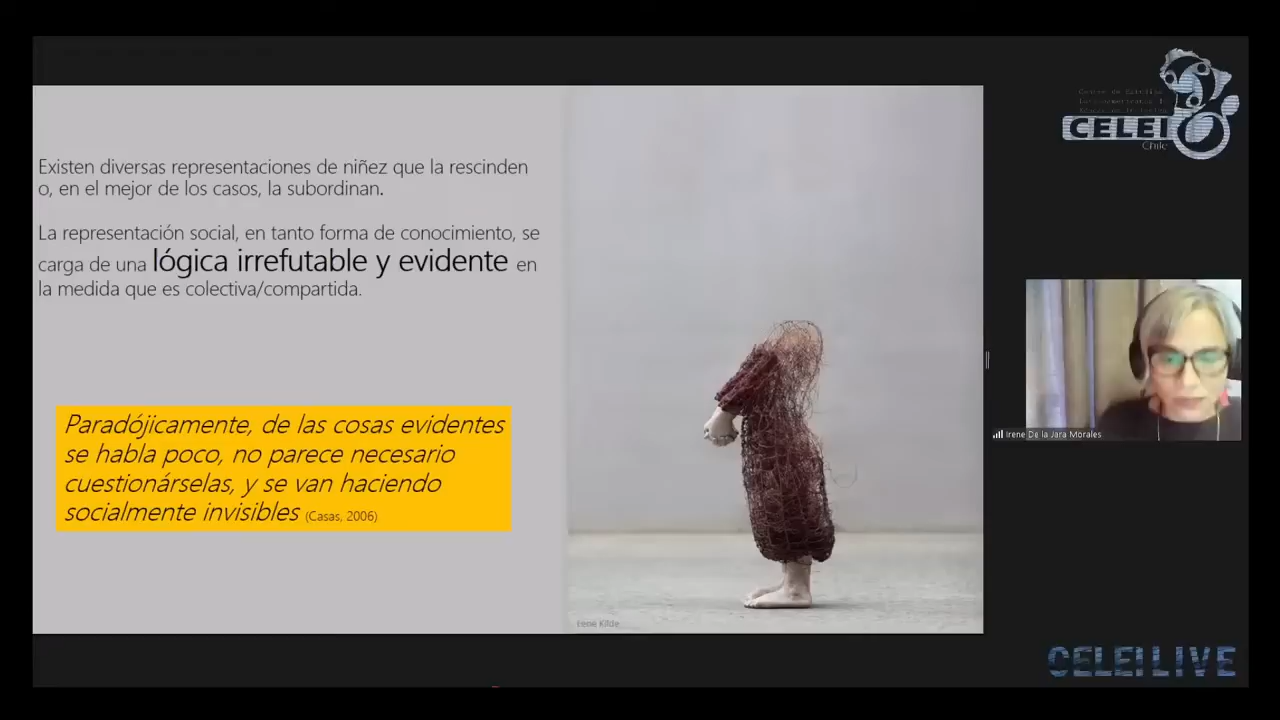 Existen diversas representaciones de niñez que la rescinden
o, en el mejor de los casos, la subordinan.
La representación social, en tanto forma de conocimiento, se
carga de una lógica irrefutable y evidente en
la medida que es colectiva/compartida.
Paradójicamente, de las cosas evidentes
se habla poco, no parece necesario
cuestionárselas, y se van haciendo
socialmente invisibles (Casas, 2006)
Kilde
CELEI
Chile
Irene De la Jara Morales
CELEI LIVE